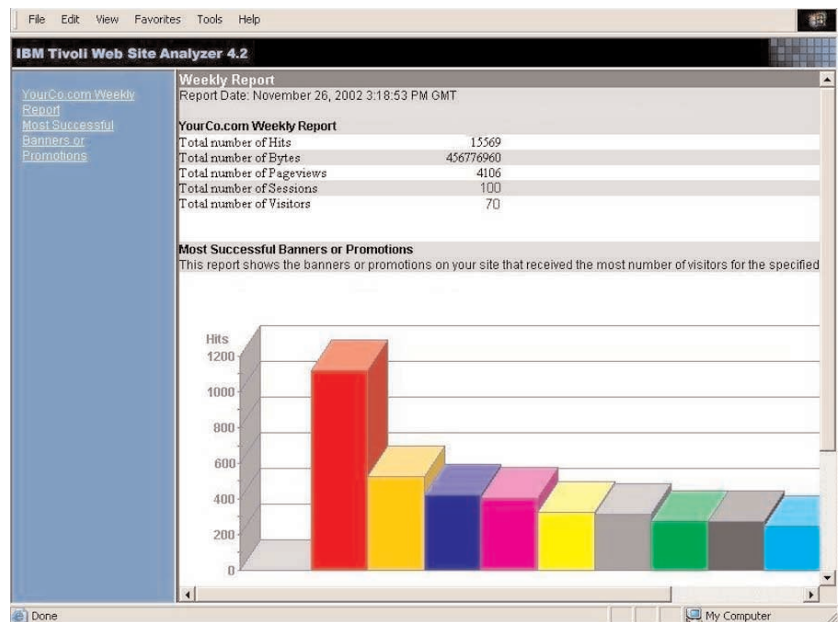 File Edit View Favorites Tools Help
IBM Tivoli Web Site Analyzer 4.2
YourCo.com Weekly
Report
Most Successful
Banners or
Promotions
Weekly Report
Report Date: November 26, 2002 3:18:53 PM GMT
YourCo.com Weekly Report
Total number of Hits 15569
Total number of Bytes 456776960
Total number of Pageviews 4106
Total number of Sessions 100
Total number of Visitors 70
Most Successful Banners or Promotions
This report shows the banners or promotions on your site that received the most number of visitors for the specified
Hits
1200
1000
800
600
400
200
0
Done My Computer